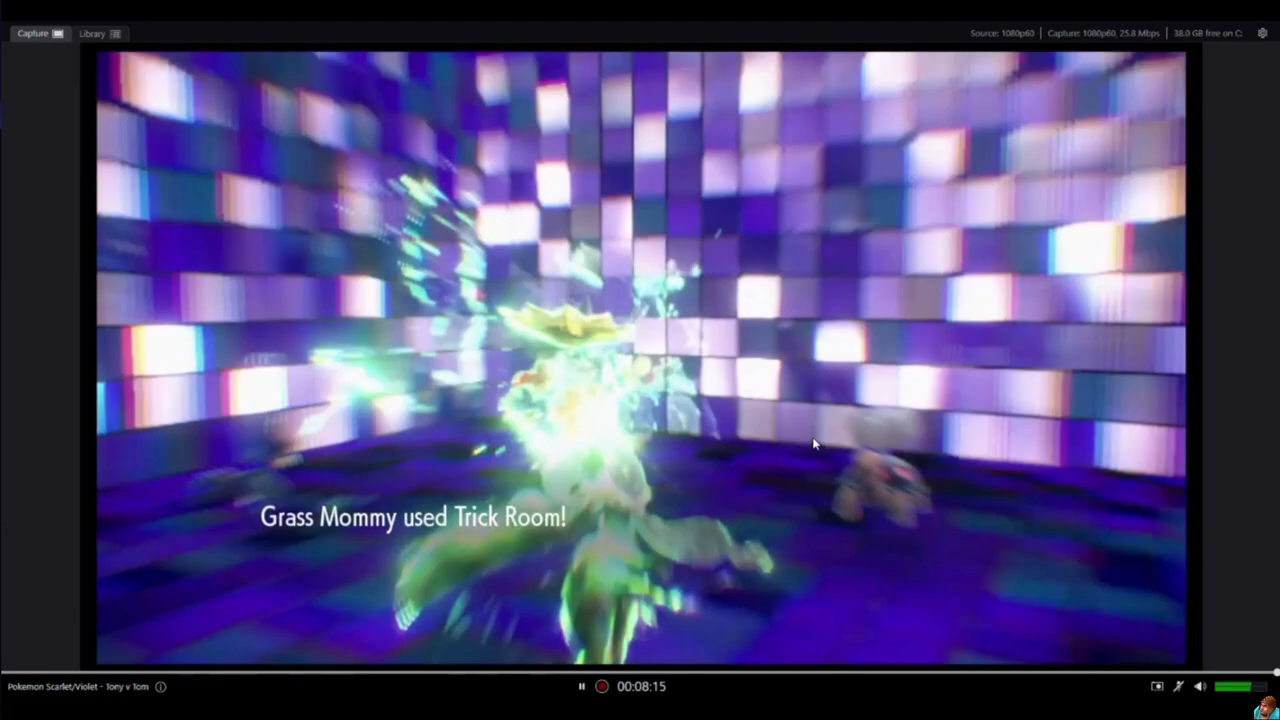 Capture
Library
Source: 1080p60
Capture: 1080p60, 25.8 Mbps
38.0 GB free on C:
Grass Mommy used Trick Room!
Pokemon Scarlet/Violet - Tony v Tom
00:08:15